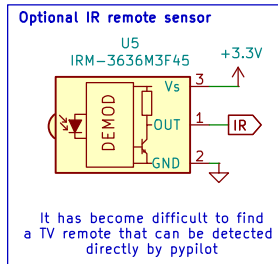 Optional IR remote sensor
U5
IRM-3636M3F45
+3.3V
Vs
3
DEMOD
OUT
1
IR
GND
2
It has become difficult to find
a TV remote that can be detected
directly by pypilot